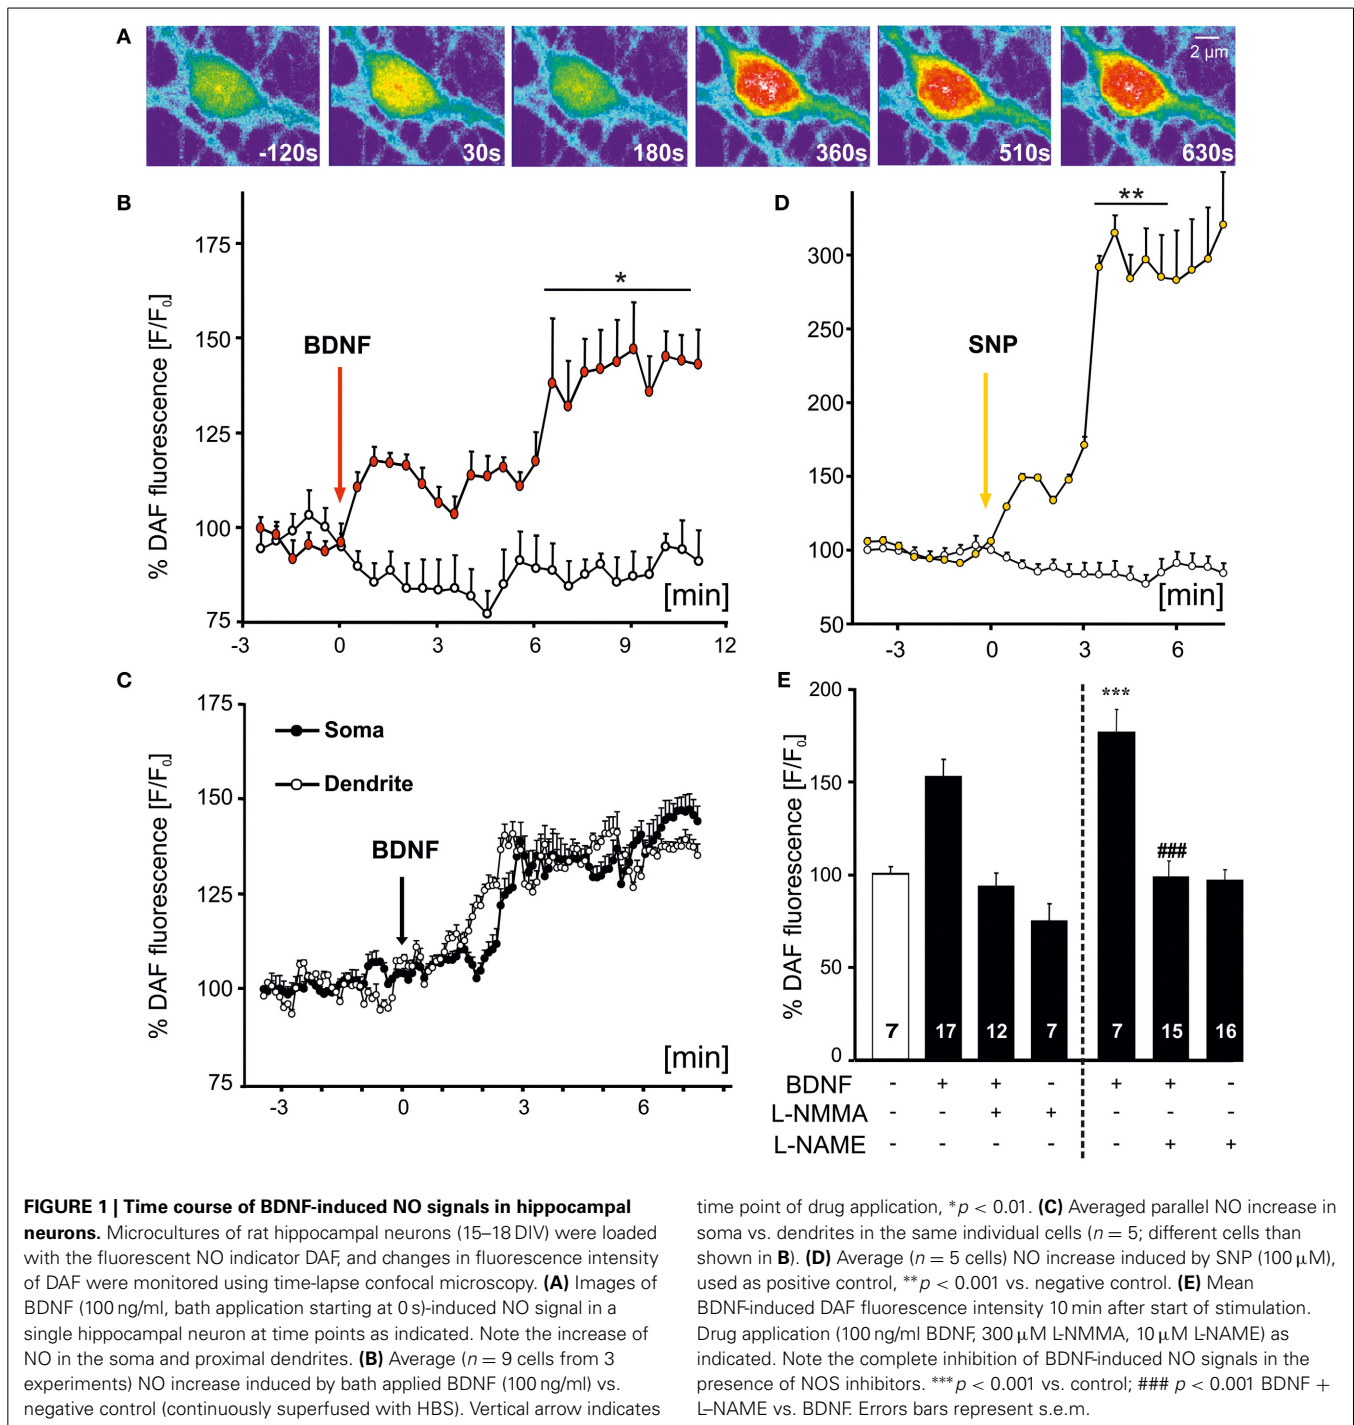 A
-120s
30s
180s
360s
510s
2 µm
630s
B
% DAF fluorescence [F/F0]
175
150
125
100
75
BDNF
*
[min]
-3 0 3 6 9 12
D
300
250
200
150
100
50
SNP
**
[min]
-3 0 3 6
C
% DAF fluorescence [F/F0]
175
150
125
100
75
Soma
Dendrite
BDNF
[min]
-3 0 3 6
E
% DAF fluorescence [F/F0]
200
150
100
50
0
***
###
7 17 12 7 7 15 16
BDNF - + + - + + -
L-NMMA - - + + - - -
L-NAME - - - - - + +
FIGURE 1 | Time course of BDNF-induced NO signals in hippocampal
neurons. Microcultures of rat hippocampal neurons (15–18 DIV) were loaded
with the fluorescent NO indicator DAF, and changes in fluorescence intensity
of DAF were monitored using time-lapse confocal microscopy. (A) Images of
BDNF (100 ng/ml, bath application starting at 0 s)-induced NO signal in a
single hippocampal neuron at time points as indicated. Note the increase of
NO in the soma and proximal dendrites. (B) Average (n = 9 cells from 3
experiments) NO increase induced by bath applied BDNF (100 ng/ml) vs.
negative control (continuously superfused with HBS). Vertical arrow indicates
time point of drug application, *p < 0.01. (C) Averaged parallel NO increase in
soma vs. dendrites in the same individual cells (n = 5; different cells than
shown in B). (D) Average (n = 5 cells) NO increase induced by SNP (100 µM),
used as positive control, **p < 0.001 vs. negative control. (E) Mean
BDNF-induced DAF fluorescence intensity 10 min after start of stimulation.
Drug application (100 ng/ml BDNF, 300 µM L-NMMA, 10 µM L-NAME) as
indicated. Note the complete inhibition of BDNF-induced NO signals in the
presence of NOS inhibitors. ***p < 0.001 vs. control; ### p < 0.001 BDNF +
L–NAME vs. BDNF. Errors bars represent s.e.m.